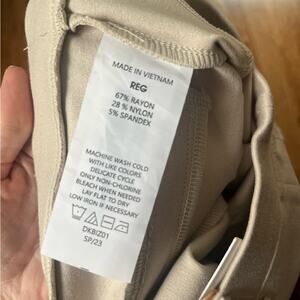 MADE IN VIETNAM
REG
67% RAYON
28 % NYLON
5% SPANDEX
MACHINE WASH COLD
WITH LIKE COLORS
DELICATE CYCLE
ONLY NON-CHLORINE
BLEACH WHEN NEEDED
LAY FLAT TO DRY
LOW IRON IF NECESSARY
DKBIZ01
SP/23